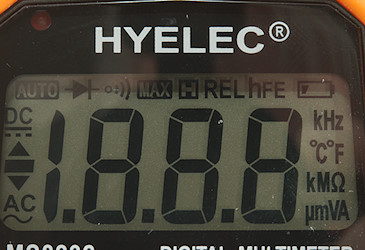 HYELEC®
AUTO MAX H REL hFE
DC kHz
1.8.8.8
°C°F
kMΩ
AC µmVA
DIGITAL MULTIMETER